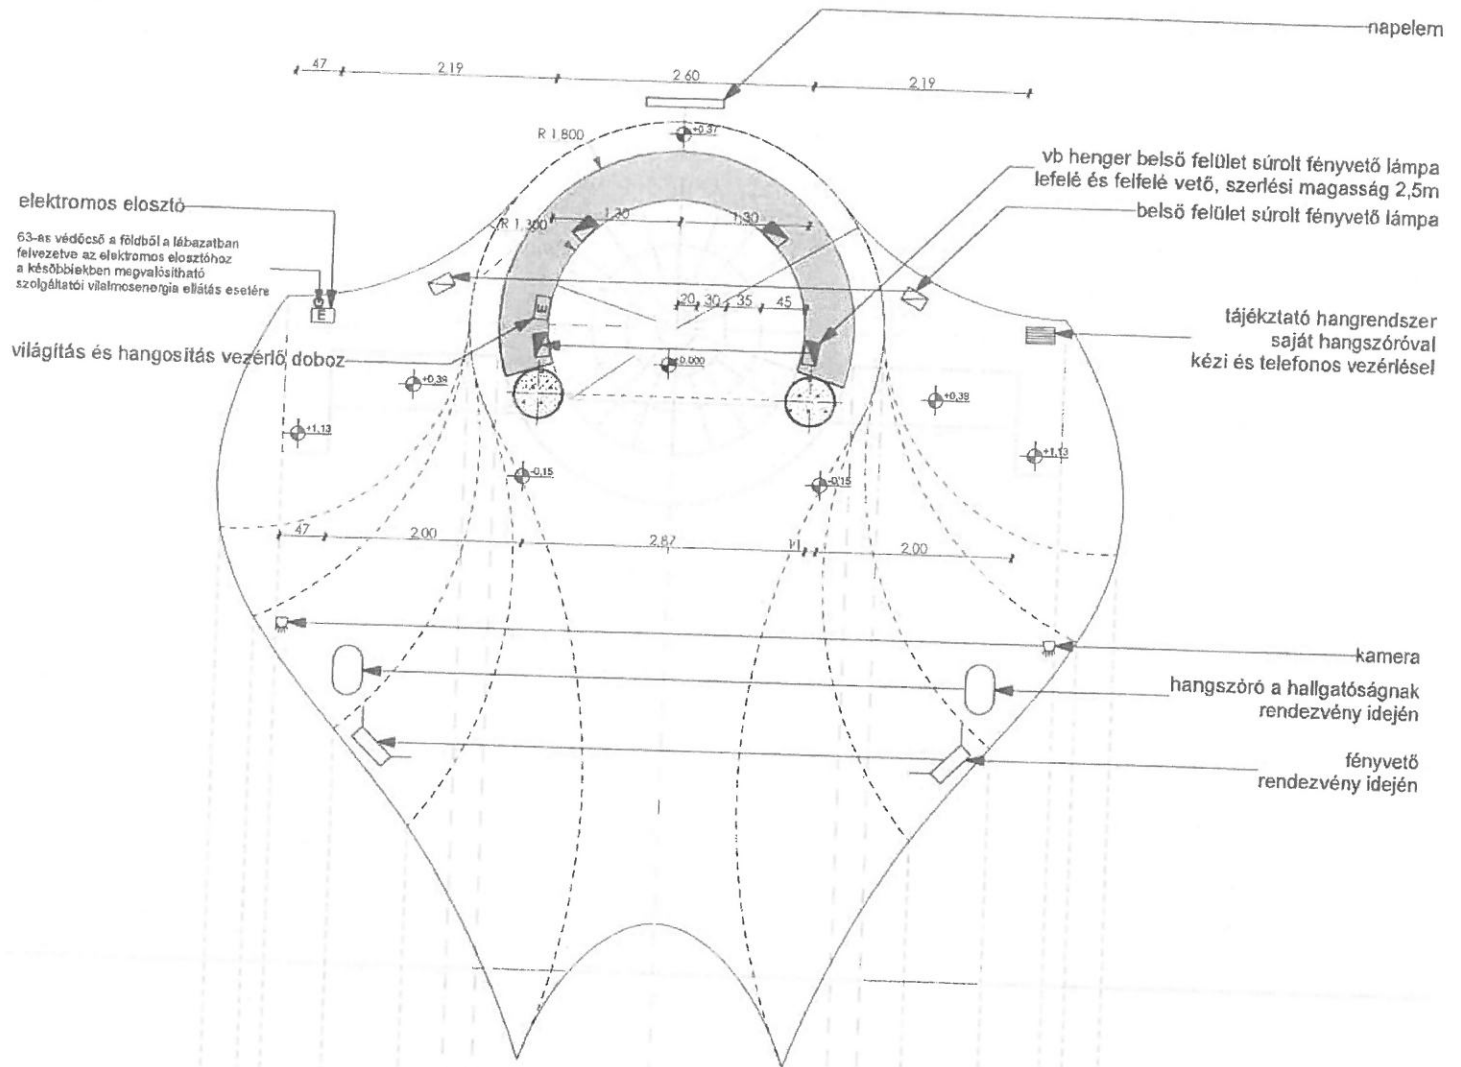 napelem
47
2,19
2,60
2,19
R 1,800
+0,37
vb henger belső felület súrolt fényvető lámpa
lefelé és felfelé vető, szerlési magasság 2,5m
belső felület súrolt fényvető lámpa
elektromos elosztó
63-as védőcső a földből a lábazatban
felvezetve az elektromos elosztóhoz
a későbbiekben megvalósítható
szolgáltatói vilalmosenergia ellátás esetére
R 1,300
1,30
1,30
E
E
20
30
35
45
tájékztató hangrendszer
saját hangszóróval
kézi és telefonos vezérlésel
világítás és hangosítás vezérlő doboz
±0,000
+0,38
+0,38
+1,13
+1,13
-0,15
-0,15
47
2,00
2,87
2,00
kamera
hangszóró a hallgatóságnak
rendezvény idején
fényvető
rendezvény idején